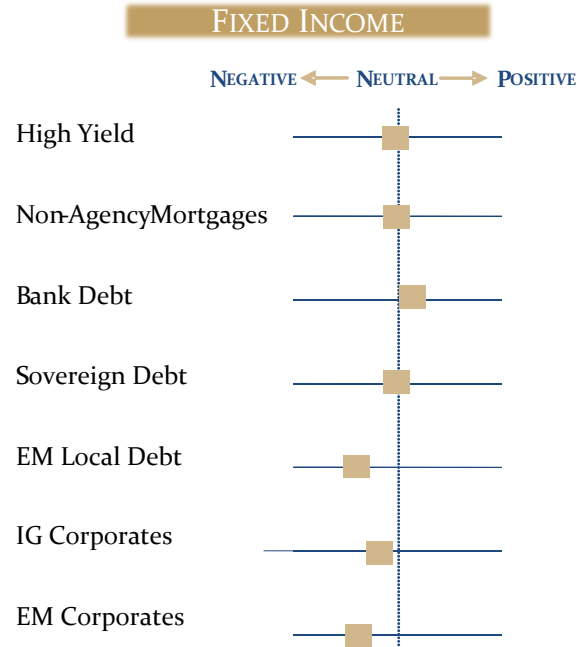 FIXED INCOME
NEGATIVE NEUTRAL POSITIVE
High Yield
Non-AgencyMortgages
Bank Debt
Sovereign Debt
EM Local Debt
IG Corporates
EM Corporates